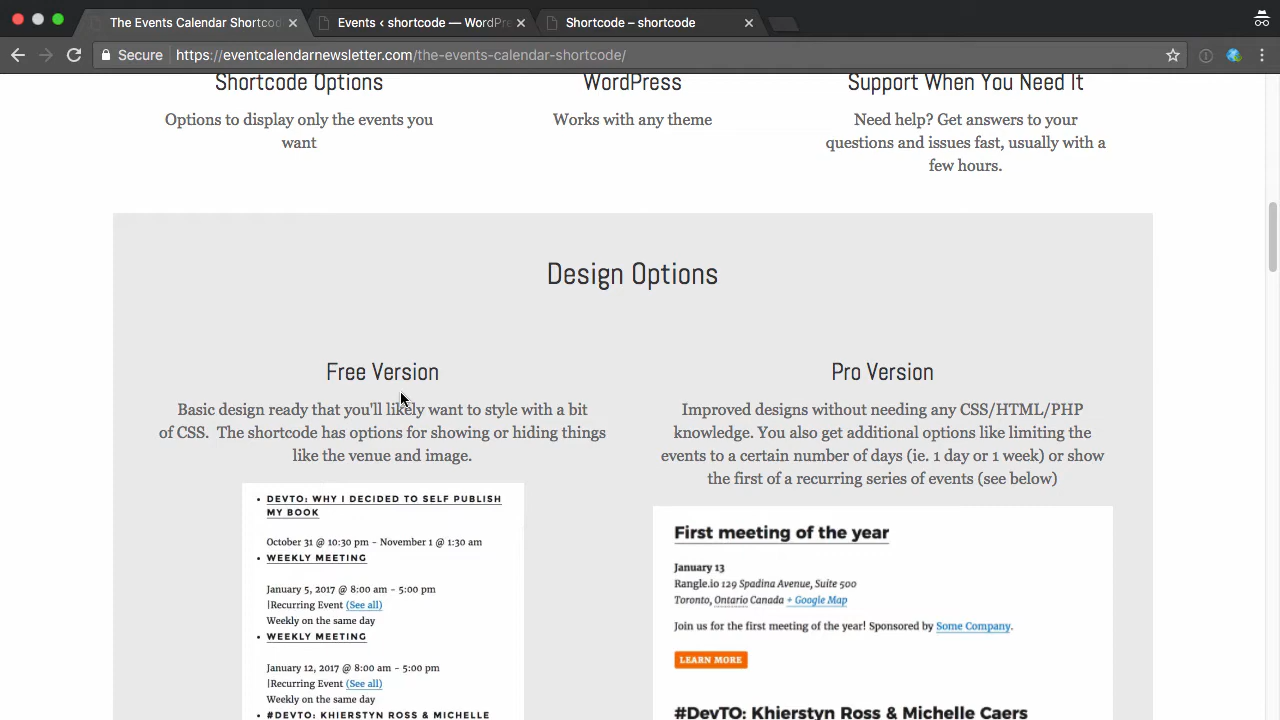 The Events Calendar Shortcod
Events ‹ shortcode — WordPr
Shortcode – shortcode
Secure
https://eventcalendarnewsletter.com/the-events-calendar-shortcode/
Shortcode Options
Options to display only the events you
want
WordPress
Works with any theme
Support When You Need It
Need help? Get answers to your
questions and issues fast, usually with a
few hours.
Design Options
Free Version
Basic design ready that you'll likely want to style with a bit
of CSS.  The shortcode has options for showing or hiding things
like the venue and image.
DEVTO: WHY I DECIDED TO SELF PUBLISH
MY BOOK
October 31 @ 10:30 pm - November 1 @ 1:30 am
WEEKLY MEETING
January 5, 2017 @ 8:00 am - 5:00 pm
|Recurring Event (See all)
Weekly on the same day
WEEKLY MEETING
January 12, 2017 @ 8:00 am - 5:00 pm
|Recurring Event (See all)
Weekly on the same day
#DEVTO: KHIERSTYN ROSS & MICHELLE
Pro Version
Improved designs without needing any CSS/HTML/PHP
knowledge. You also get additional options like limiting the
events to a certain number of days (ie. 1 day or 1 week) or show
the first of a recurring series of events (see below)
First meeting of the year
January 13
Rangle.io 129 Spadina Avenue, Suite 500
Toronto, Ontario Canada + Google Map
Join us for the first meeting of the year! Sponsored by Some Company.
LEARN MORE
#DevTO: Khierstyn Ross & Michelle Caers